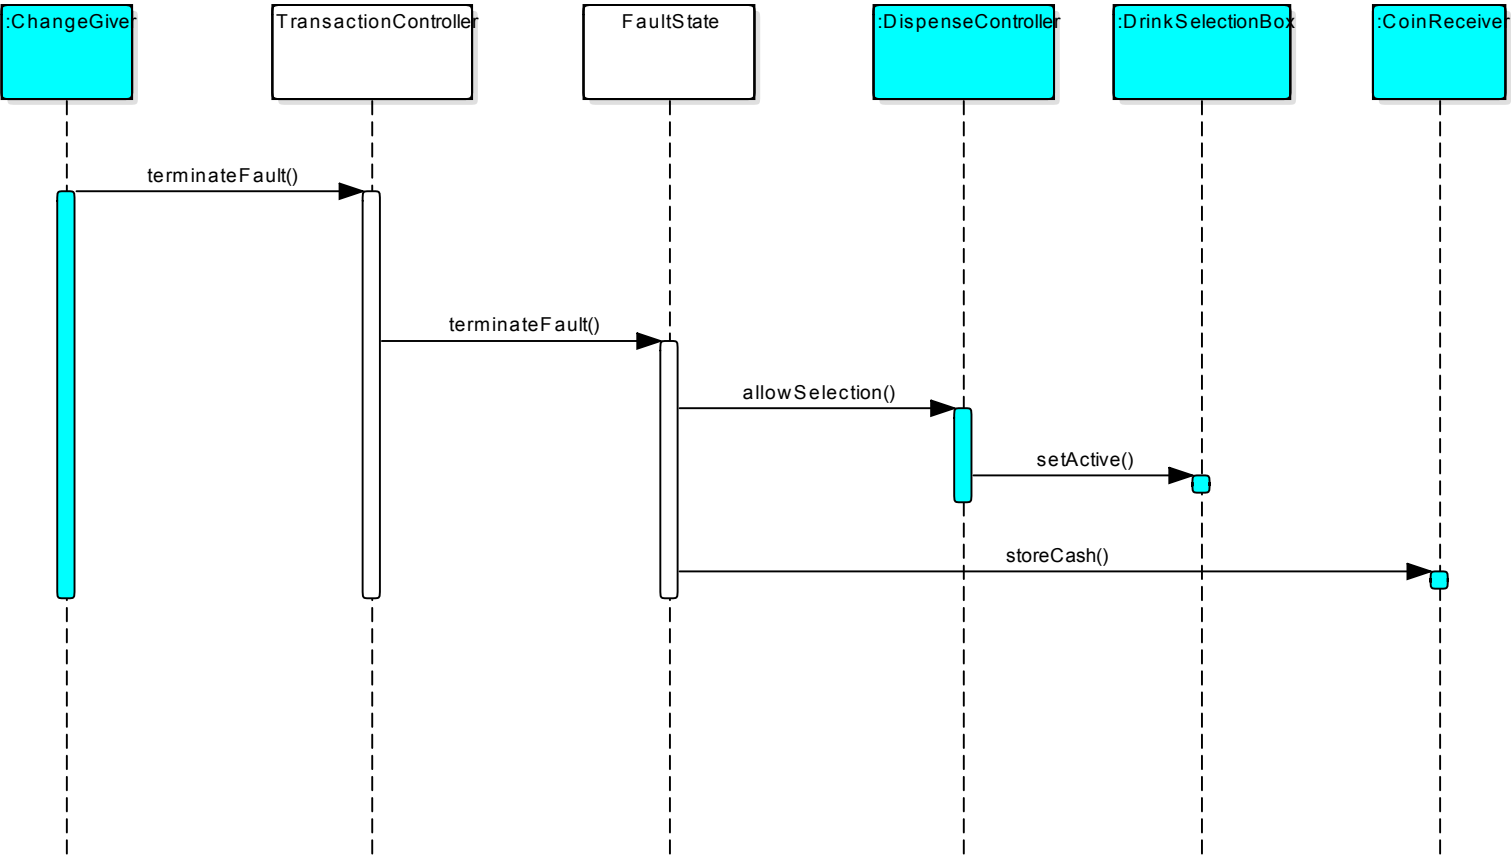 :ChangeGiver
TransactionController
FaultState
:DispenseController
:DrinkSelectionBox
:CoinReceiver
terminateFault()
terminateFault()
allowSelection()
setActive()
storeCash()